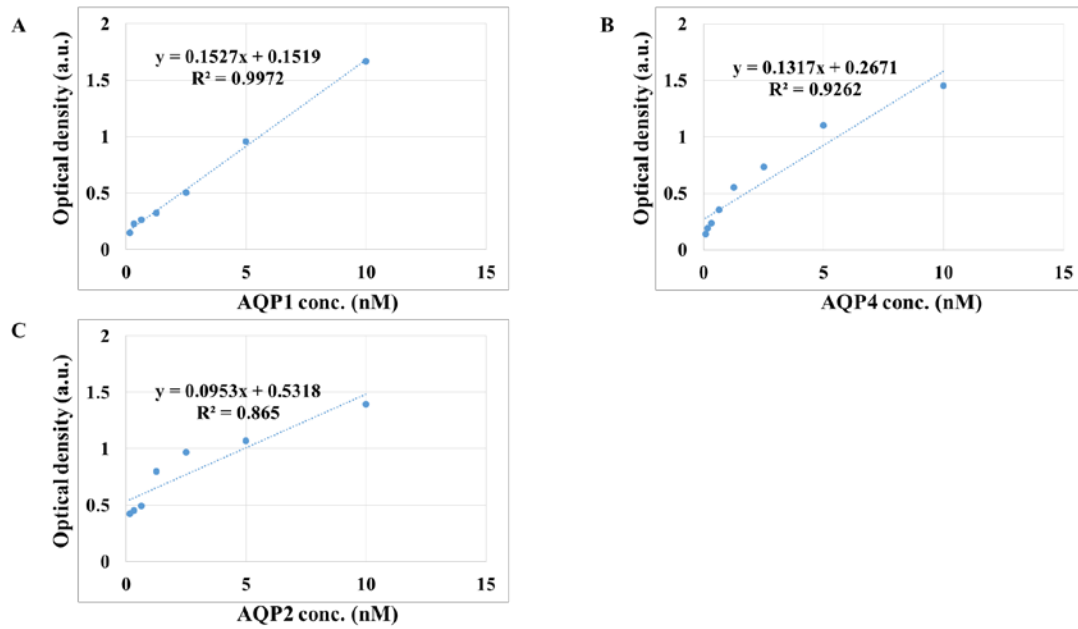 A
Optical density (a.u.)
2
1.5
1
0.5
0
y = 0.1527x + 0.1519
R² = 0.9972
0 5 10 15
AQP1 conc. (nM)
B
Optical density (a.u.)
2
1.5
1
0.5
0
y = 0.1317x + 0.2671
R² = 0.9262
0 5 10 15
AQP4 conc. (nM)
C
Optical density (a.u.)
2
1.5
1
0.5
0
y = 0.0953x + 0.5318
R² = 0.865
0 5 10 15
AQP2 conc. (nM)